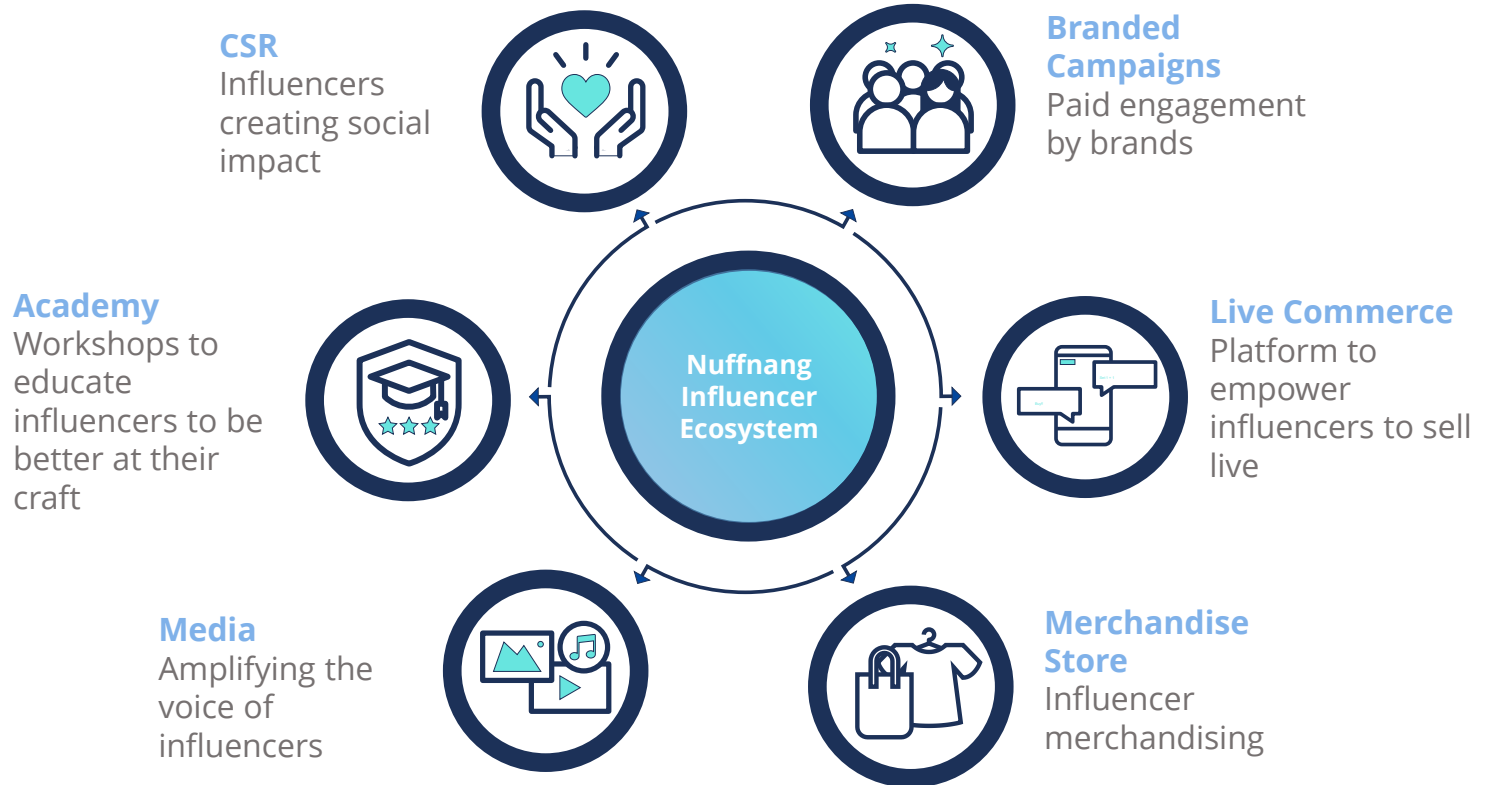 CSR
Influencers
creating social
impact
Branded
Campaigns
Paid engagement
by brands
Academy
Workshops to
educate
influencers to be
better at their
craft
Nuffnang
Influencer
Ecosystem
Live Commerce
Platform to
empower
influencers to sell
live
Media
Amplifying the
voice of
influencers
Merchandise
Store
Influencer
merchandising